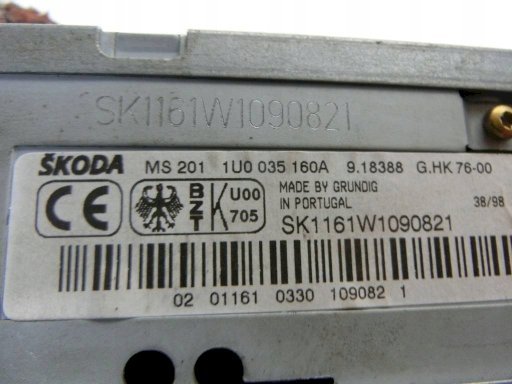 SK1161W1090821
ŠKODA MS 201 1U0 035 160A 9.18388 G.HK 76-00
CE BZT K U00 705 MADE BY GRUNDIG IN PORTUGAL 38/98
SK1161W1090821
02 01161 0330 109082 1